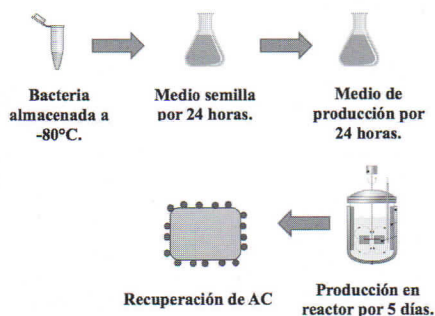 Bacteria
almacenada a
-80°C.
Medio semilla
por 24 horas.
Medio de
producción por
24 horas.
Recuperación de AC
Producción en
reactor por 5 días.